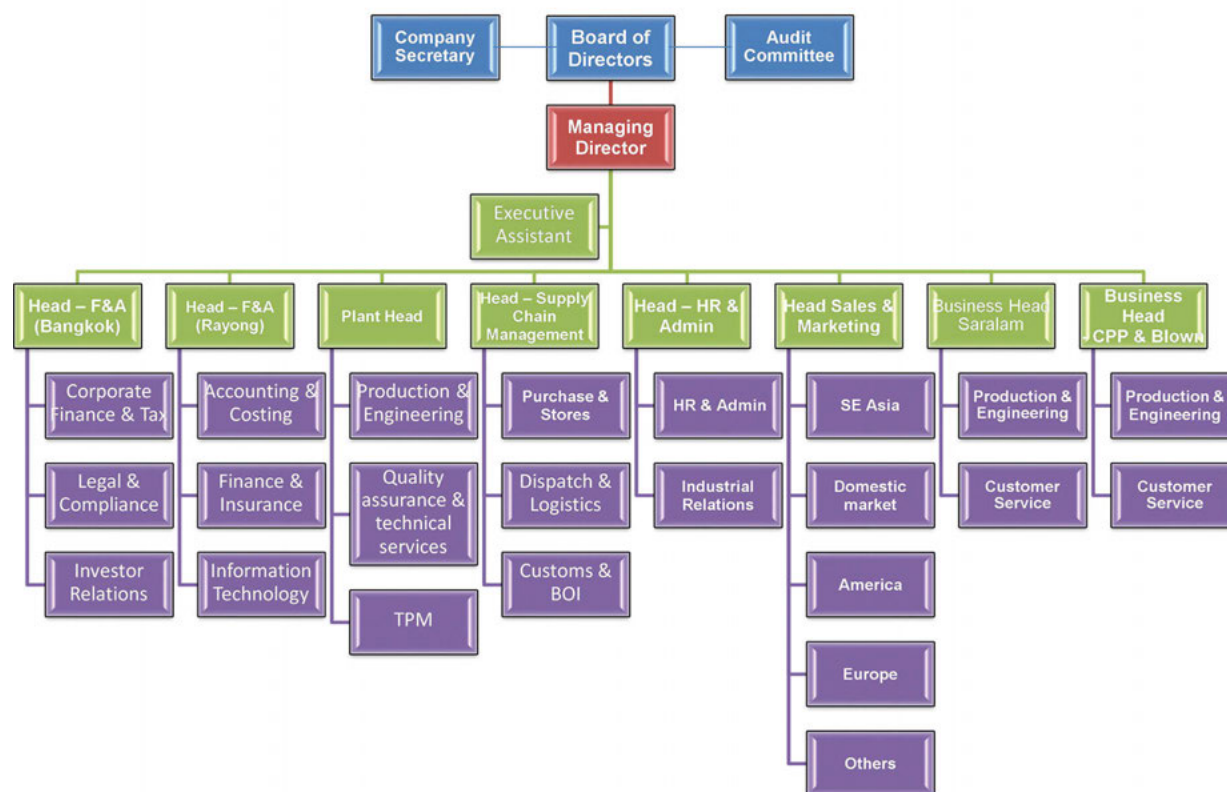 Company
Secretary
Board of
Directors
Audit
Committee
Managing
Director
Executive
Assistant
Head – F&A
(Bangkok)
Head – F&A
(Rayong)
Plant Head
Head – Supply
Chain
Management
Head – HR &
Admin
Head Sales &
Marketing
Business Head
Saralam
Business
Head
- CPP & Blown
Corporate
Finance & Tax
Legal &
Compliance
Investor
Relations
Accounting &
Costing
Finance &
Insurance
Information
Technology
Production &
Engineering
Quality
assurance &
technical
services
TPM
Purchase &
Stores
Dispatch &
Logistics
Customs &
BOI
HR & Admin
Industrial
Relations
SE Asia
Domestic
market
America
Europe
Others
Production &
Engineering
Customer
Service
Production &
Engineering
Customer
Service